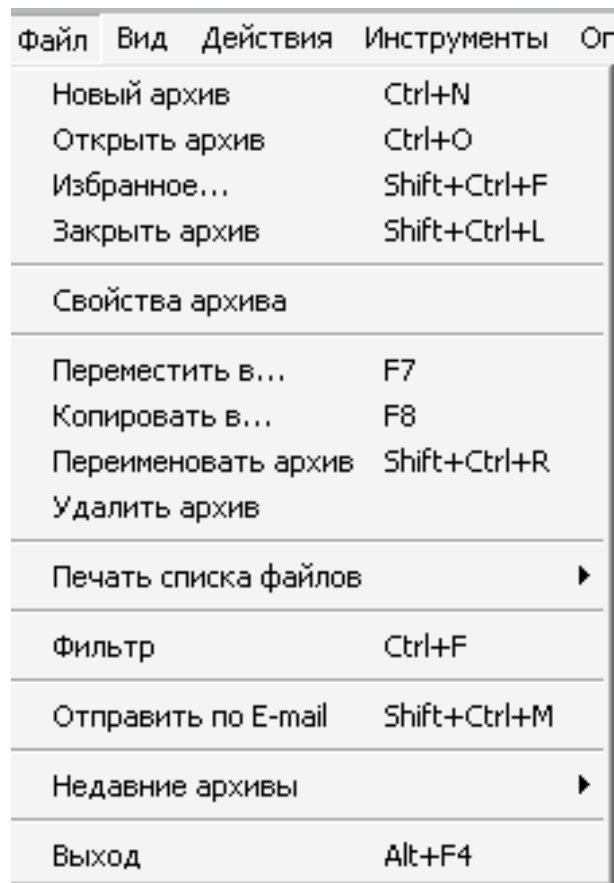 Файл Вид Действия Инструменты Оп
Новый архив Ctrl+N
Открыть архив Ctrl+O
Избранное... Shift+Ctrl+F
Закрыть архив Shift+Ctrl+L
Свойства архива
Переместить в... F7
Копировать в... F8
Переименовать архив Shift+Ctrl+R
Удалить архив
Печать списка файлов
Фильтр Ctrl+F
Отправить по E-mail Shift+Ctrl+M
Недавние архивы
Выход Alt+F4